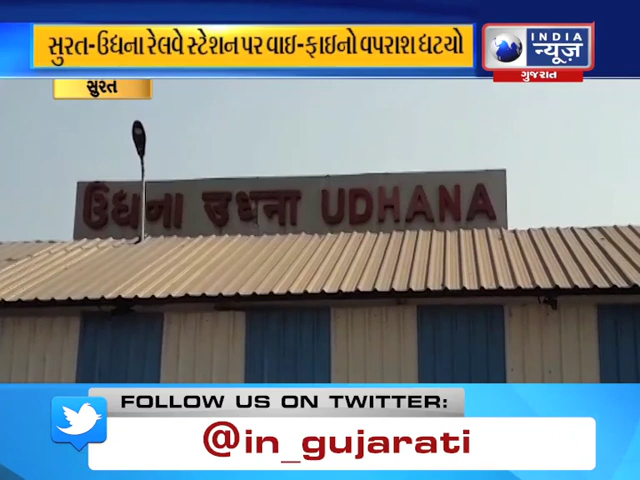 સુરત-ઉધના રેલવે સ્ટેશન પર વાઇ-ફાઇનો વપરાશ ઘટયો
INDIA
न्यूज़
ગુજરાત
સુરત
ઉધના उधना UDHANA
FOLLOW US ON TWITTER:
@in_gujarati